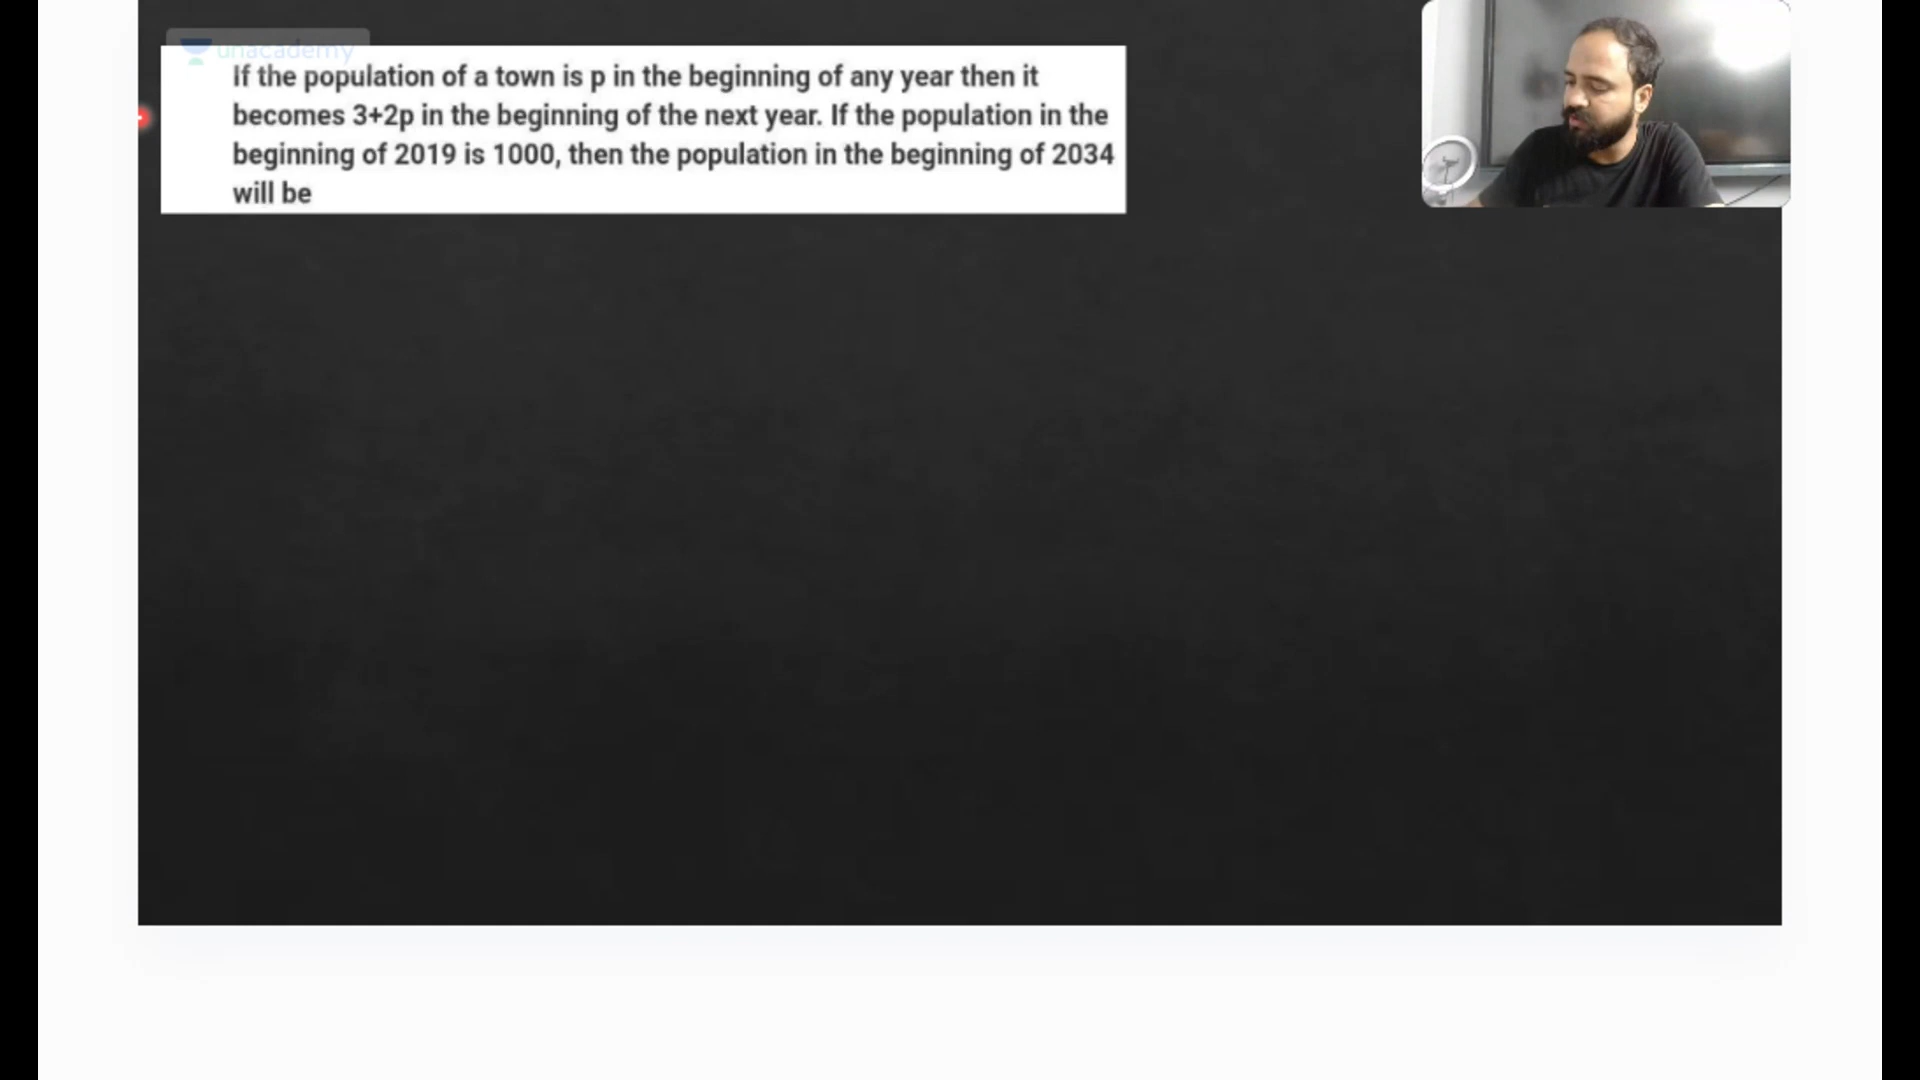 unacademy
If the population of a town is p in the beginning of any year then it
becomes 3+2p in the beginning of the next year. If the population in the
beginning of 2019 is 1000, then the population in the beginning of 2034
will be